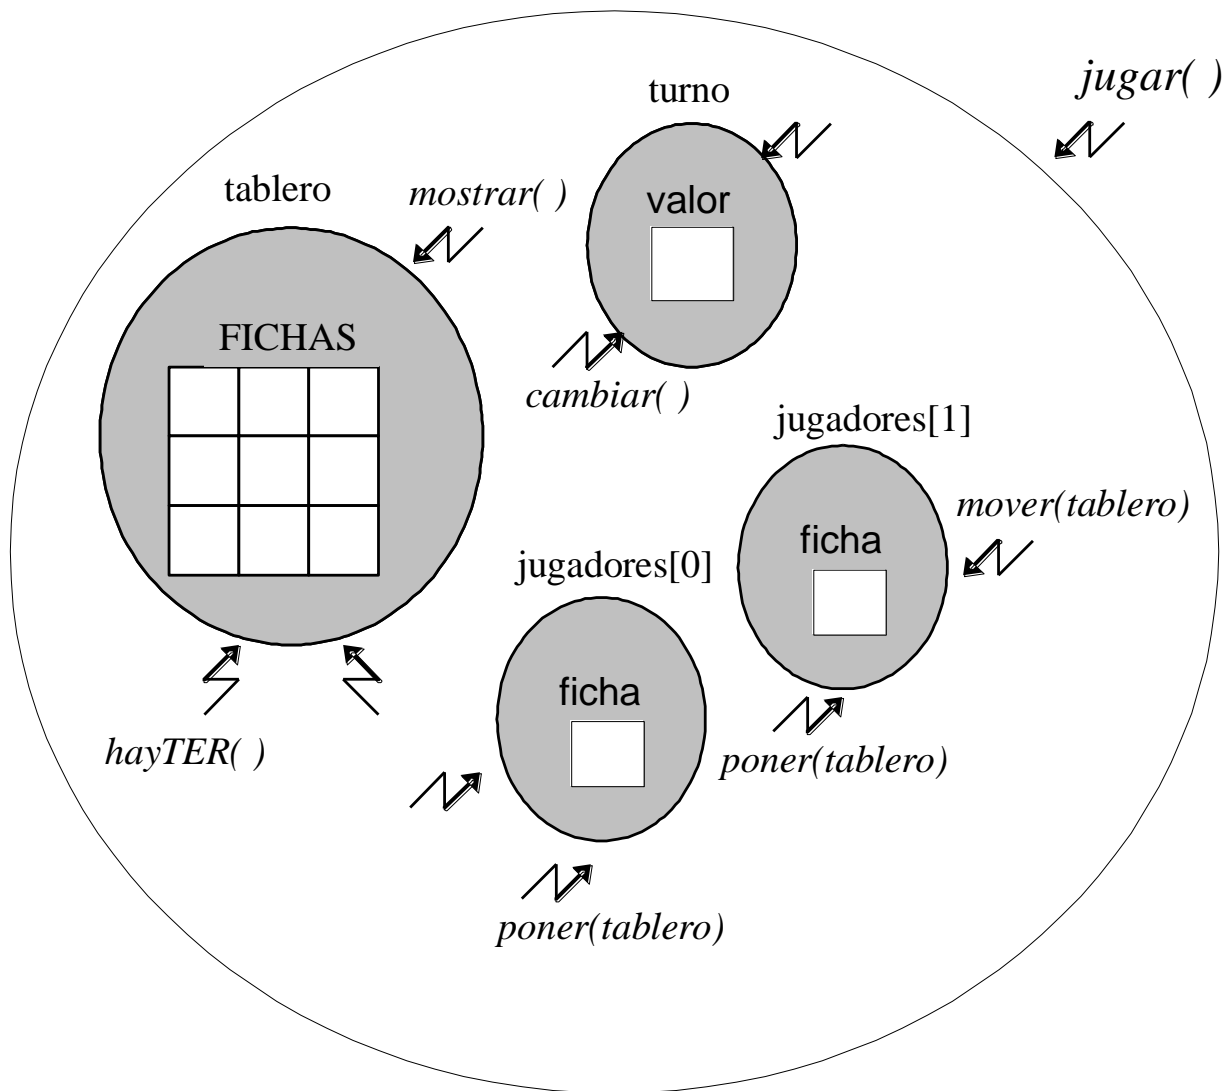 jugar( )
turno
tablero
mostrar( )
valor
FICHAS
cambiar( )
jugadores[1]
mover(tablero)
ficha
jugadores[0]
ficha
hayTER( )
poner(tablero)
poner(tablero)